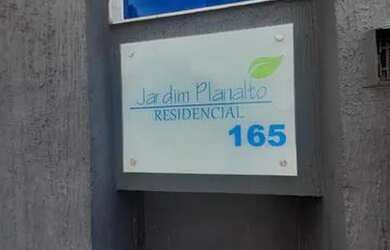 Jardim Planalto
RESIDENCIAL
165